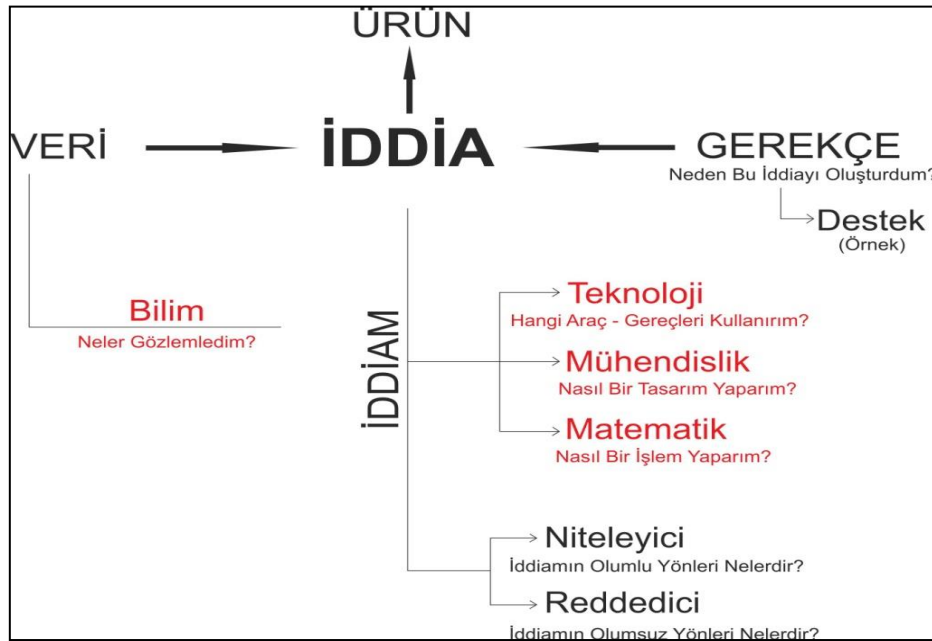 ÜRÜN
VERİ
İDDİA
GEREKÇE
Neden Bu İddiayı Oluşturdum?
Destek
(Örnek)
Bilim
Neler Gözlemledim?
İDDİAM
Teknoloji
Hangi Araç - Gereçleri Kullanırım?
Mühendislik
Nasıl Bir Tasarım Yaparım?
Matematik
Nasıl Bir İşlem Yaparım?
Niteleyici
İddiamın Olumlu Yönleri Nelerdir?
Reddedici
İddiamın Olumsuz Yönleri Nelerdir?